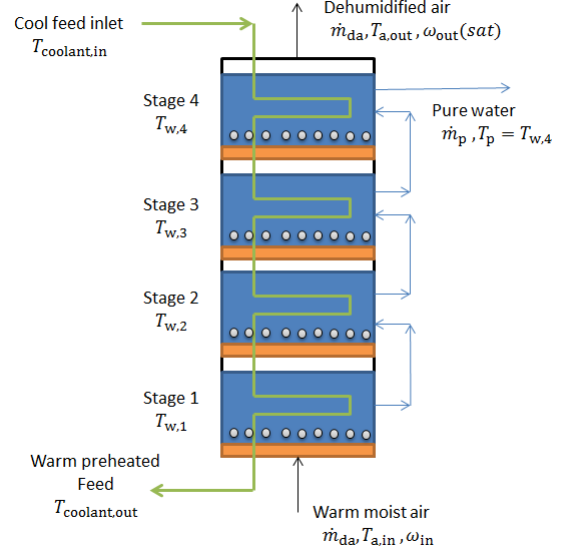 Cool feed inlet
T_coolant,in
Dehumidified air
ṁ_da, T_a,out, ω_out(sat)
Stage 4
T_w,4
Pure water
ṁ_p, T_p = T_w,4
Stage 3
T_w,3
Stage 2
T_w,2
Stage 1
T_w,1
Warm preheated
Feed
T_coolant,out
Warm moist air
ṁ_da, T_a,in, ω_in